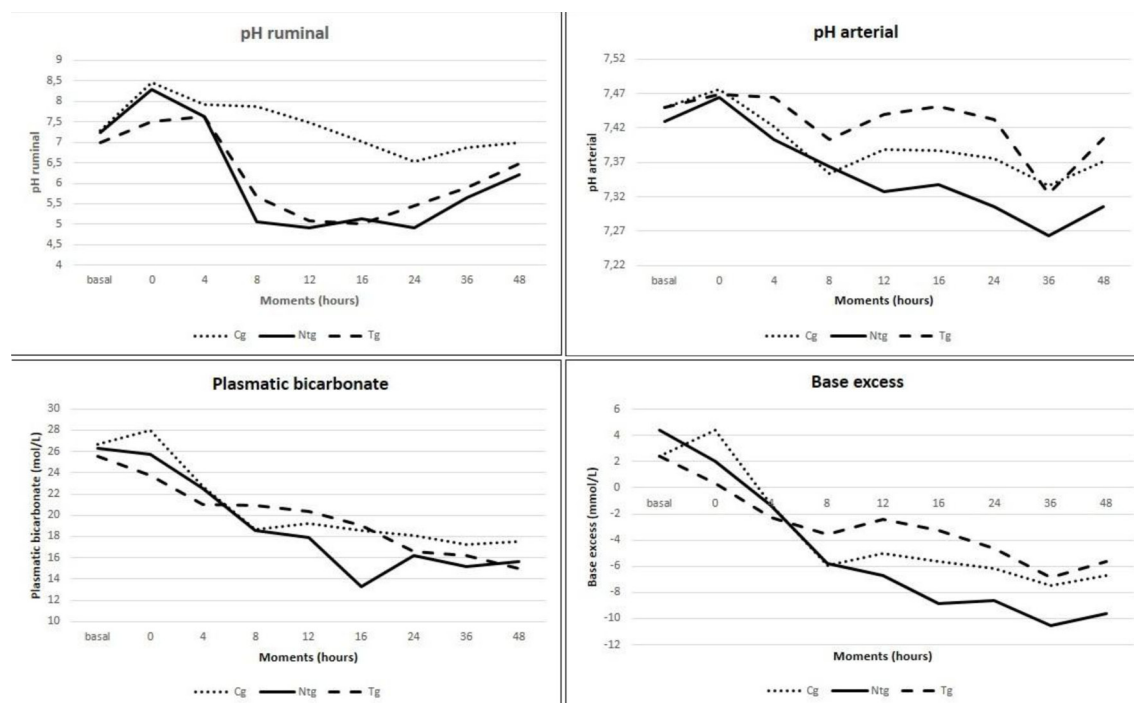 pH ruminal
9
8,5
8
7,5
7
6,5
6
5,5
5
4,5
4
pH ruminal
basal 0 4 8 12 16 24 36 48
Moments (hours)
Cg Ntg Tg
pH arterial
7,52
7,47
7,42
7,37
7,32
7,27
7,22
pH arterial
basal 0 4 8 12 16 24 36 48
Moments (hours)
Cg Ntg Tg
Plasmatic bicarbonate
30
28
26
24
22
20
18
16
14
12
10
Plasmatic bicarbonate (mol/L)
basal 0 4 8 12 16 24 36 48
Moments (hours)
Cg Ntg Tg
Base excess
6
4
2
0
-2
-4
-6
-8
-10
-12
Base excess (mmol/L)
basal 0 4 8 12 16 24 36 48
Moments (hours)
Cg Ntg Tg